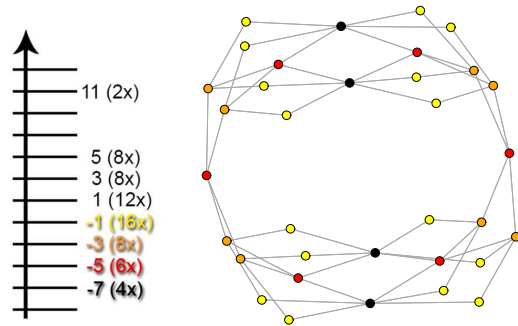 11 (2x)
5 (8x)
3 (8x)
1 (12x)
-1 (16x)
-3 (8x)
-5 (6x)
-7 (4x)